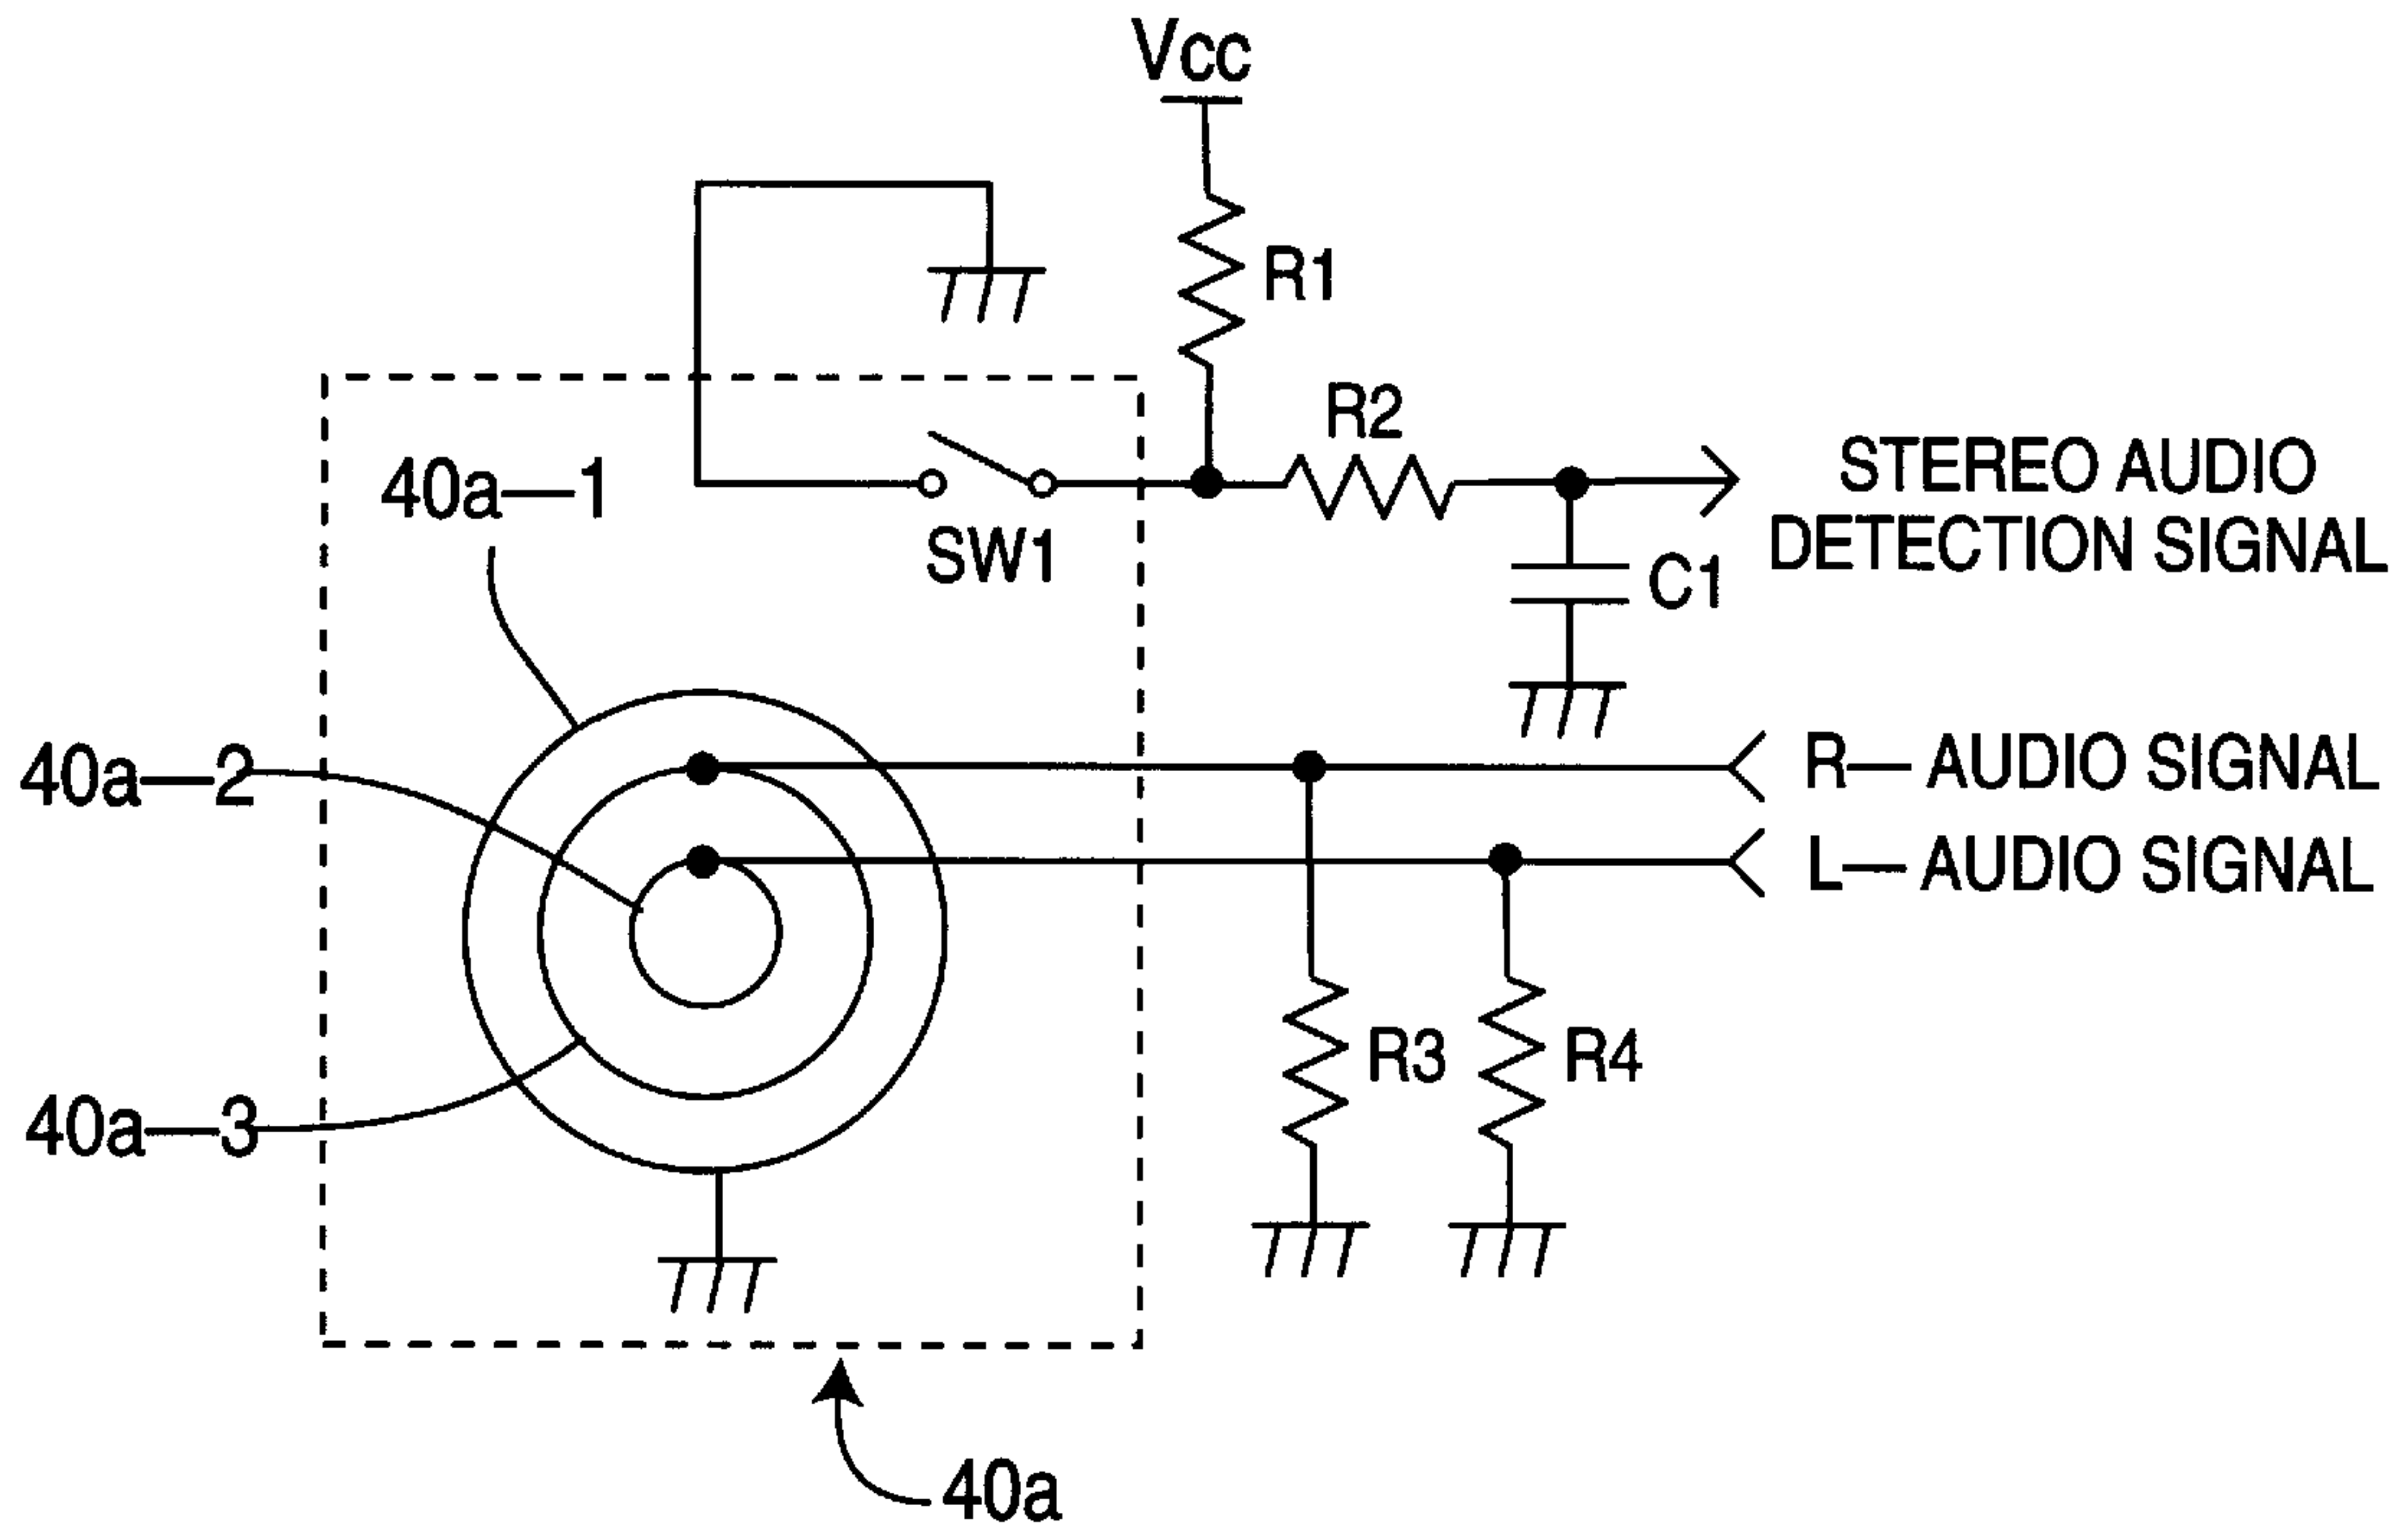 Vcc
R1
R2
40a—1
SW1
STEREO AUDIO
DETECTION SIGNAL
C1
40a—2
R— AUDIO SIGNAL
L— AUDIO SIGNAL
R3
R4
40a—3
40a